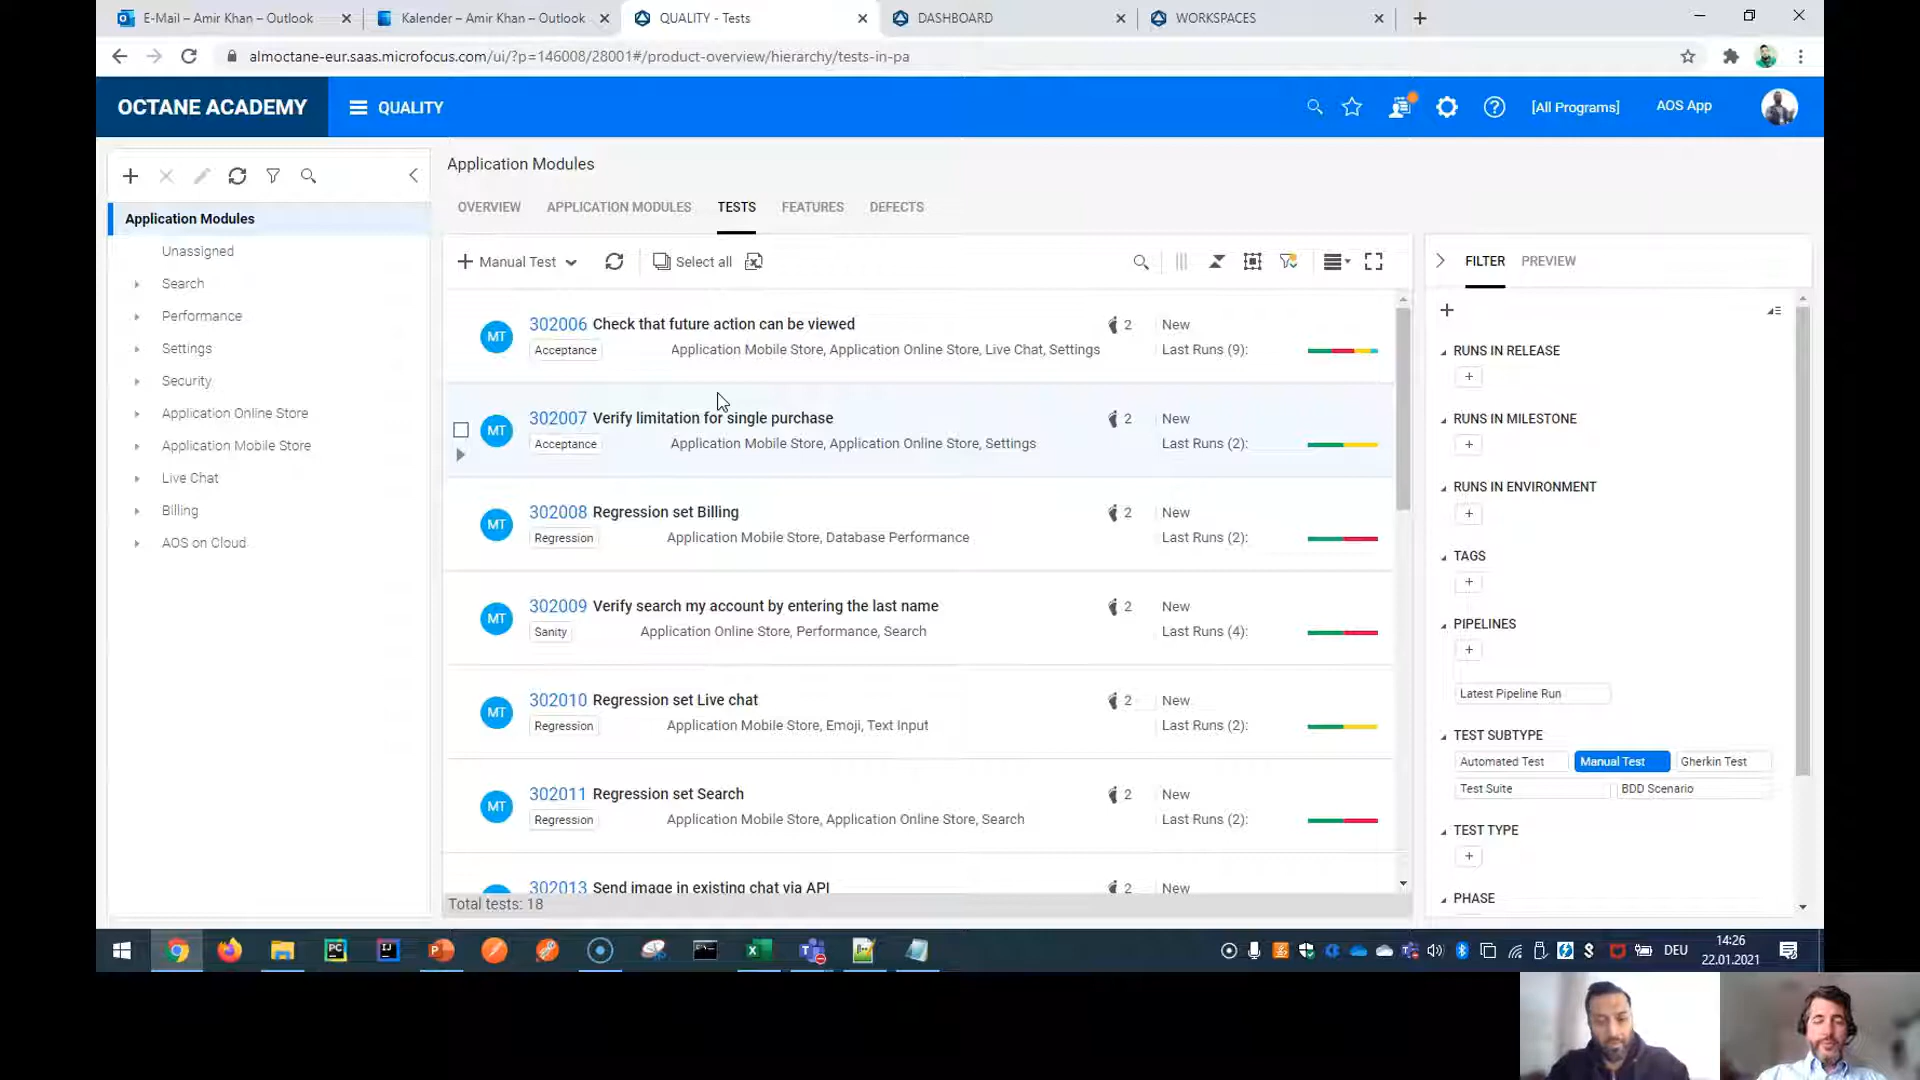 E-Mail – Amir Khan – Outlook
Kalender – Amir Khan – Outlook
QUALITY - Tests
DASHBOARD
WORKSPACES
almoctane-eur.saas.microfocus.com/ui/?p=146008/28001#/product-overview/hierarchy/tests-in-pa
OCTANE ACADEMY
QUALITY
[All Programs]
AOS App
Application Modules
Unassigned
Search
Performance
Settings
Security
Application Online Store
Application Mobile Store
Live Chat
Billing
AOS on Cloud
Application Modules
OVERVIEW
APPLICATION MODULES
TESTS
FEATURES
DEFECTS
Manual Test
Select all
MT
302006 Check that future action can be viewed
2
New
Acceptance
Application Mobile Store, Application Online Store, Live Chat, Settings
Last Runs (9):
MT
302007 Verify limitation for single purchase
2
New
Acceptance
Application Mobile Store, Application Online Store, Settings
Last Runs (2):
MT
302008 Regression set Billing
2
New
Regression
Application Mobile Store, Database Performance
Last Runs (2):
MT
302009 Verify search my account by entering the last name
2
New
Sanity
Application Online Store, Performance, Search
Last Runs (4):
MT
302010 Regression set Live chat
2
New
Regression
Application Mobile Store, Emoji, Text Input
Last Runs (2):
MT
302011 Regression set Search
2
New
Regression
Application Mobile Store, Application Online Store, Search
Last Runs (2):
302013 Send image in existing chat via API
2
New
Total tests: 18
FILTER
PREVIEW
RUNS IN RELEASE
RUNS IN MILESTONE
RUNS IN ENVIRONMENT
TAGS
PIPELINES
Latest Pipeline Run
TEST SUBTYPE
Automated Test
Manual Test
Gherkin Test
Test Suite
BDD Scenario
TEST TYPE
PHASE
PC
IJ
DEU
14:26
22.01.2021